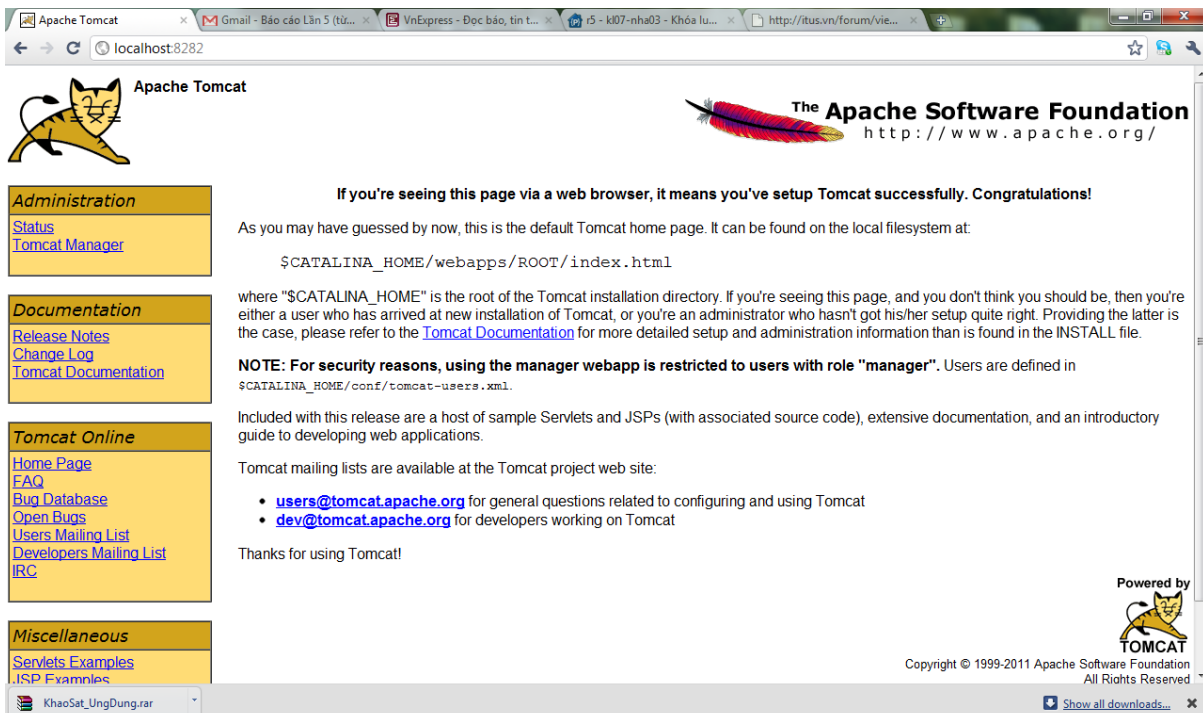 Apache Tomcat
Gmail - Báo cáo Lần 5 (từ...
VnExpress - Đọc báo, tin t...
r5 - kl07-nha03 - Khóa lu...
http://itus.vn/forum/vie...
localhost:8282
Apache Tomcat
The Apache Software Foundation
http://www.apache.org/
Administration
Status
Tomcat Manager
Documentation
Release Notes
Change Log
Tomcat Documentation
Tomcat Online
Home Page
FAQ
Bug Database
Open Bugs
Users Mailing List
Developers Mailing List
IRC
Miscellaneous
Servlets Examples
JSP Examples
If you're seeing this page via a web browser, it means you've setup Tomcat successfully. Congratulations!
As you may have guessed by now, this is the default Tomcat home page. It can be found on the local filesystem at:
$CATALINA_HOME/webapps/ROOT/index.html
where "$CATALINA_HOME" is the root of the Tomcat installation directory. If you're seeing this page, and you don't think you should be, then you're
either a user who has arrived at new installation of Tomcat, or you're an administrator who hasn't got his/her setup quite right. Providing the latter is
the case, please refer to the Tomcat Documentation for more detailed setup and administration information than is found in the INSTALL file.
NOTE: For security reasons, using the manager webapp is restricted to users with role "manager". Users are defined in
$CATALINA_HOME/conf/tomcat-users.xml.
Included with this release are a host of sample Servlets and JSPs (with associated source code), extensive documentation, and an introductory
guide to developing web applications.
Tomcat mailing lists are available at the Tomcat project web site:
• users@tomcat.apache.org for general questions related to configuring and using Tomcat
• dev@tomcat.apache.org for developers working on Tomcat
Thanks for using Tomcat!
Powered by
TOMCAT
Copyright © 1999-2011 Apache Software Foundation
All Rights Reserved
KhaoSat_UngDung.rar
Show all downloads...